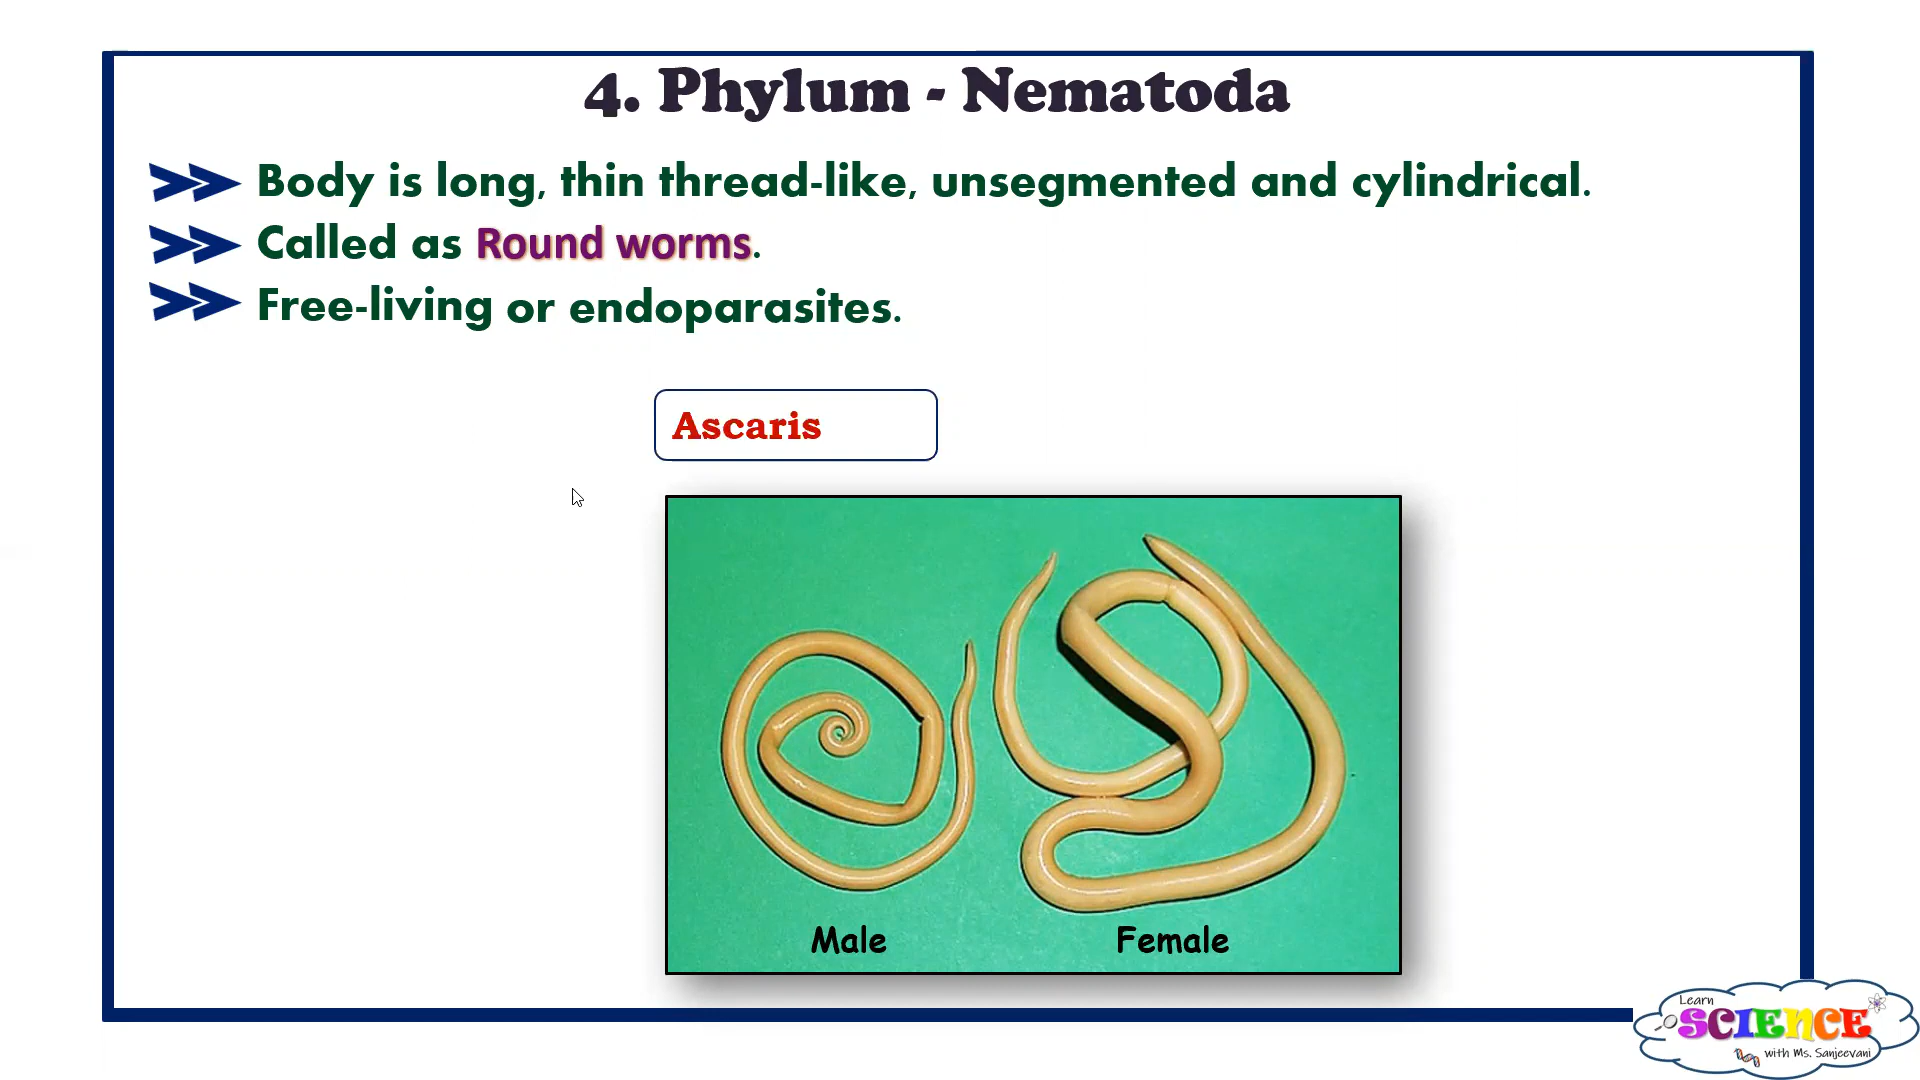 4. Phylum - Nematoda
Body is long, thin thread-like, unsegmented and cylindrical.
Called as Round worms.
Free-living or endoparasites.
Ascaris
Male
Female
Learn
SCIENCE
with Ms. Sanjeevani